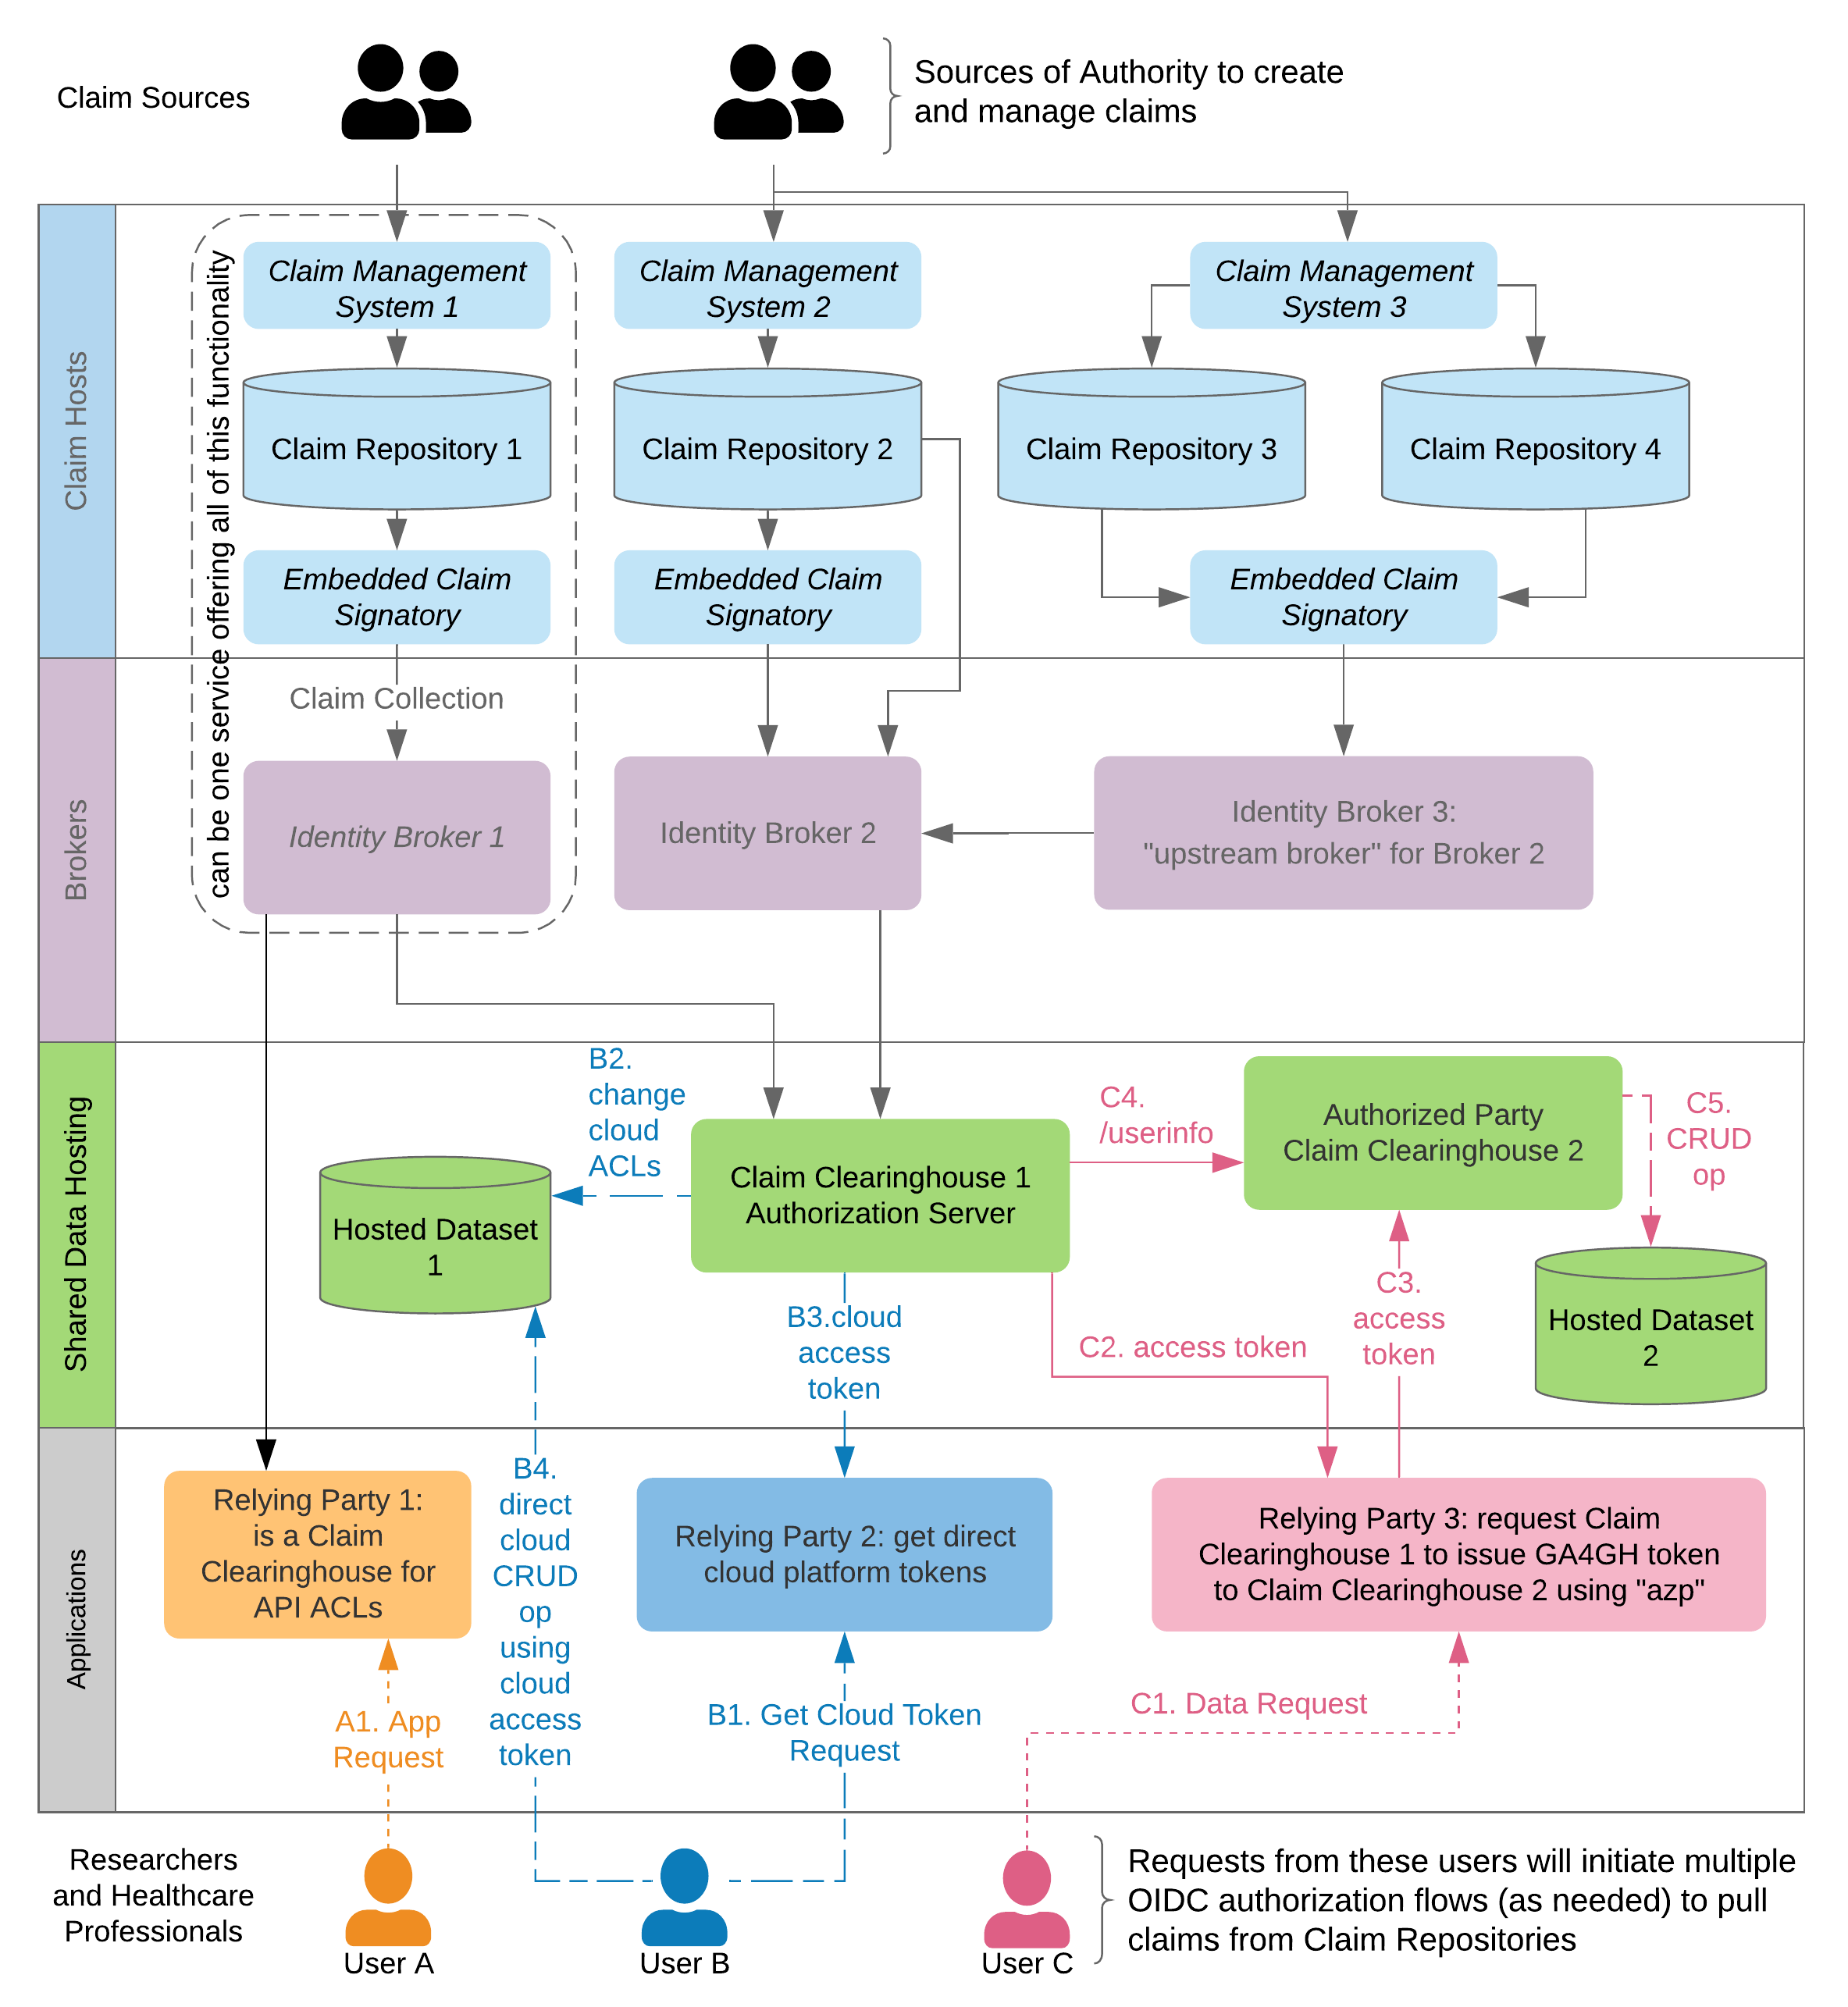 Claim Sources
Sources of Authority to create
and manage claims
Claim Hosts
can be one service offering all of this functionality
Claim Management
System 1
Claim Management
System 2
Claim Management
System 3
Claim Repository 1
Claim Repository 2
Claim Repository 3
Claim Repository 4
Embedded Claim
Signatory
Embedded Claim
Signatory
Embedded Claim
Signatory
Brokers
Claim Collection
Identity Broker 1
Identity Broker 2
Identity Broker 3:
"upstream broker" for Broker 2
Shared Data Hosting
B2.
change
cloud
ACLs
Hosted Dataset
1
Claim Clearinghouse 1
Authorization Server
C4.
/userinfo
Authorized Party
Claim Clearinghouse 2
C5.
CRUD
op
Hosted Dataset
2
B3.cloud
access
token
C2. access token
C3.
access
token
Applications
Relying Party 1:
is a Claim
Clearinghouse for
API ACLs
B4.
direct
cloud
CRUD
op
using
cloud
access
token
Relying Party 2: get direct
cloud platform tokens
Relying Party 3: request Claim
Clearinghouse 1 to issue GA4GH token
to Claim Clearinghouse 2 using "azp"
A1. App
Request
B1. Get Cloud Token
Request
C1. Data Request
Researchers
and Healthcare
Professionals
User A
User B
User C
Requests from these users will initiate multiple
OIDC authorization flows (as needed) to pull
claims from Claim Repositories